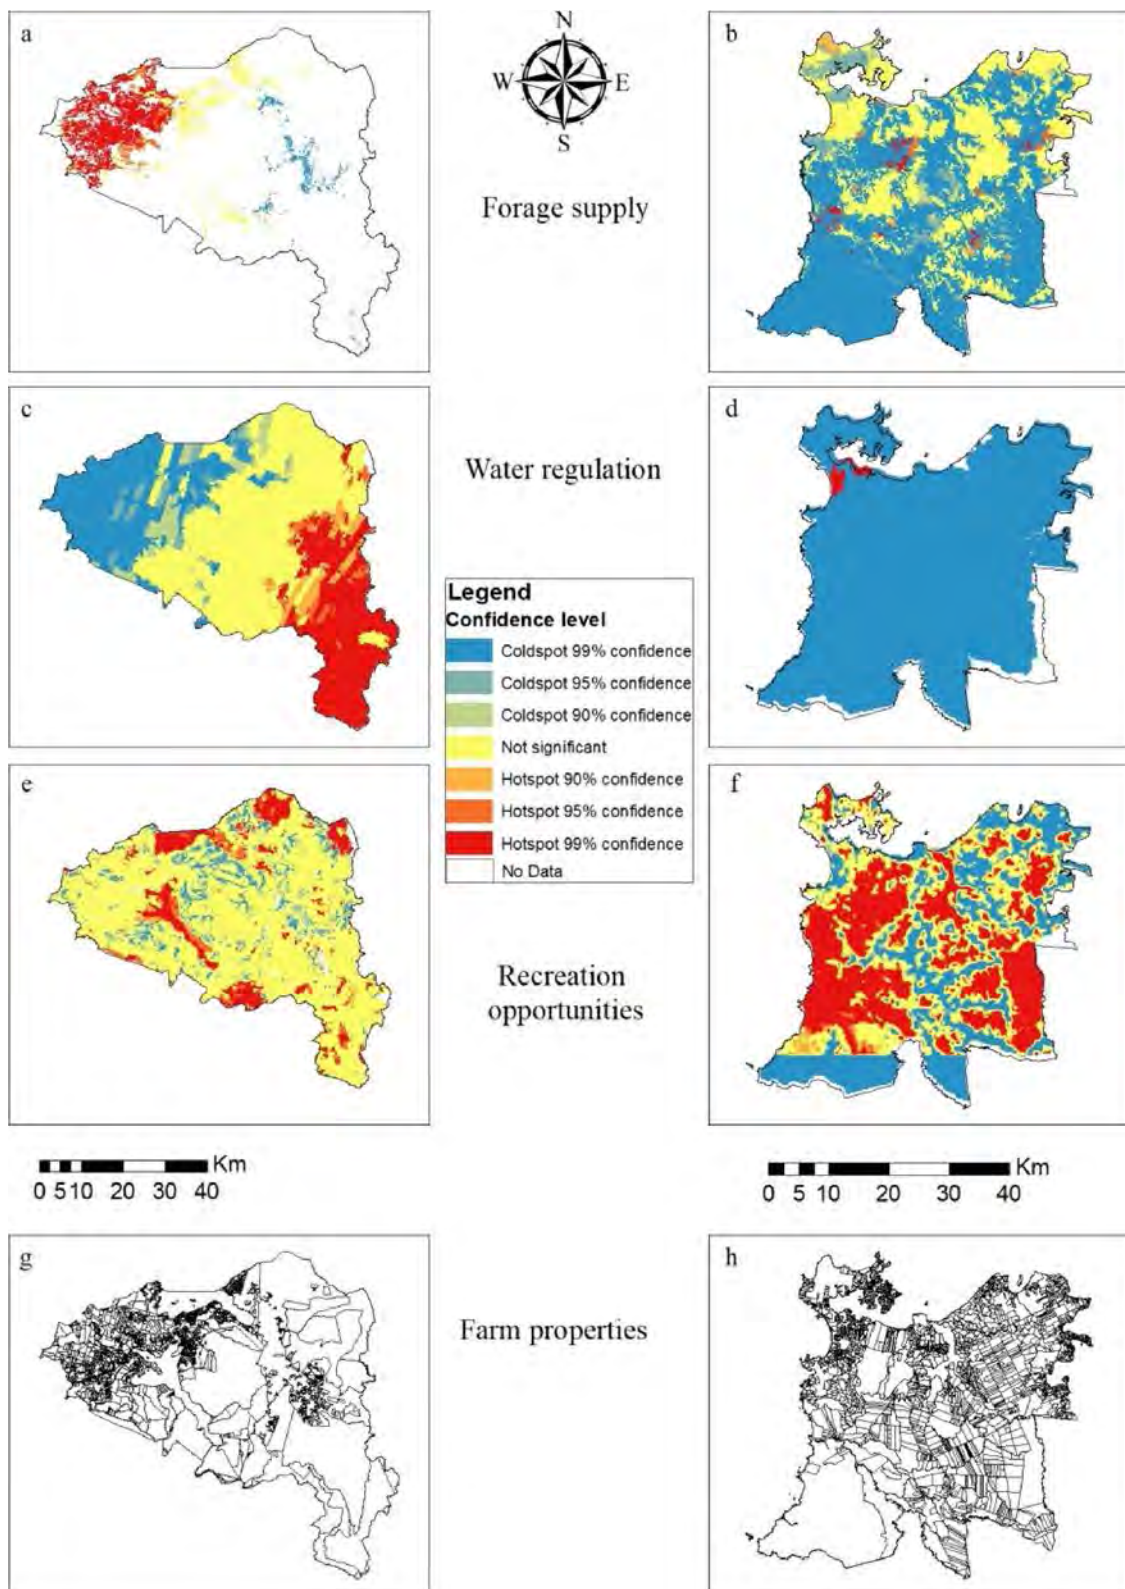 a
N
W E
S
b
Forage supply
c
d
Water regulation
Legend
Confidence level
Coldspot 99% confidence
Coldspot 95% confidence
Coldspot 90% confidence
Not significant
Hotspot 90% confidence
Hotspot 95% confidence
Hotspot 99% confidence
No Data
e
f
Recreation
opportunities
Km
0 5 10 20 30 40
Km
0 5 10 20 30 40
g
h
Farm properties